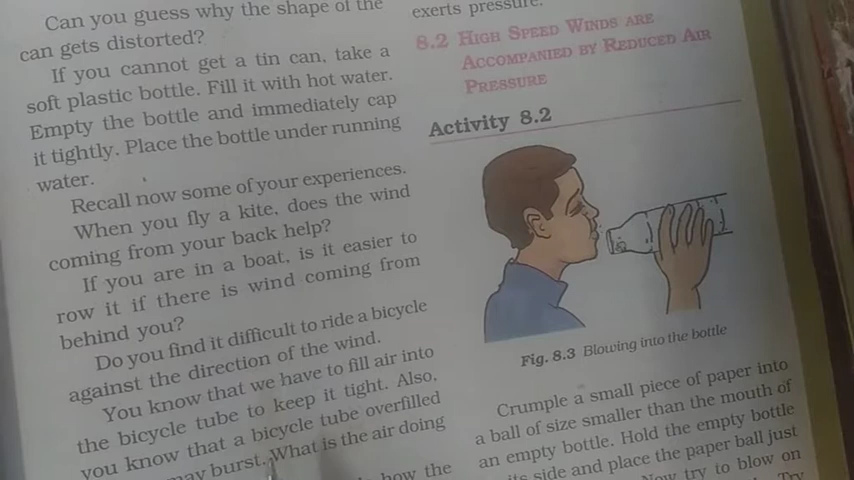 Can you guess why the shape of the
can gets distorted?
If you cannot get a tin can, take a
soft plastic bottle. Fill it with hot water.
Empty the bottle and immediately cap
it tightly. Place the bottle under running
water.
Recall now some of your experiences.
When you fly a kite, does the wind
coming from your back help?
If you are in a boat, is it easier to
row it if there is wind coming from
behind you?
Do you find it difficult to ride a bicycle
against the direction of the wind.
You know that we have to fill air into
the bicycle tube to keep it tight. Also,
you know that a bicycle tube overfilled
may burst. What is the air doing
how the
exerts pressure.
8.2 HIGH SPEED WINDS ARE
ACCOMPANIED BY REDUCED AIR
PRESSURE
Activity 8.2
Fig. 8.3 Blowing into the bottle
Crumple a small piece of paper into
a ball of size smaller than the mouth of
an empty bottle. Hold the empty bottle
its side and place the paper ball just
Now try to blow on
Try